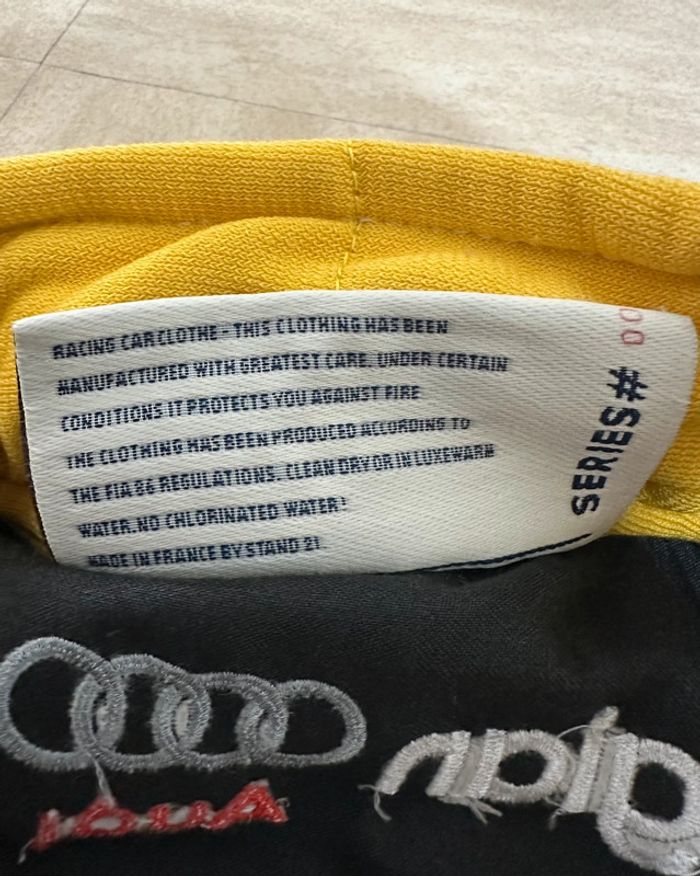 RACING CARCLOTHE - THIS CLOTHING HAS BEEN
MANUFACTURED WITH GREATEST CARE. UNDER CERTAIN
CONDITIONS IT PROTECTS YOU AGAINST FIRE
THE CLOTHING HAS BEEN PRODUCED ACCORDING TO
THE FIA 86 REGULATIONS. CLEAN DRY OR IN LUXEWARM
WATER. NO CHLORINATED WATER!
MADE IN FRANCE BY STAND 21
SERIES#